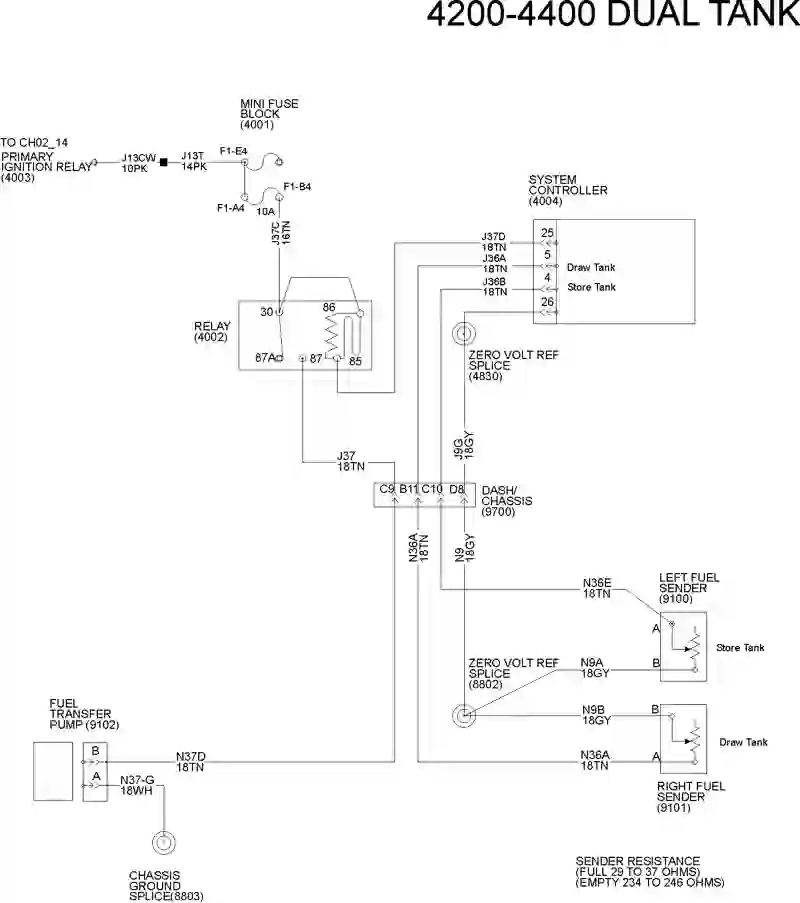 4200-4400 DUAL TANK
MINI FUSE
BLOCK
(4001)
TO CH02_14
PRIMARY
IGNITION RELAY
(4003)
J13CW
10PK
J13T
14PK
F1-E4
F1-B4
F1-A4
10A
J37C
16TN
SYSTEM
CONTROLLER
(4004)
J37D
18TN
25
J36A
18TN
5
Draw Tank
J36B
18TN
4
Store Tank
26
RELAY
(4002)
30
86
87A
87
85
ZERO VOLT REF
SPLICE
(4830)
J9G
18GY
J37
18TN
C9
B11
C10
D8
DASH/
CHASSIS
(9700)
N36A
18TN
N9
18GY
N36E
18TN
LEFT FUEL
SENDER
(9100)
A
B
Store Tank
ZERO VOLT REF
SPLICE
(8802)
N9A
18GY
N9B
18GY
B
Draw Tank
N36A
18TN
A
RIGHT FUEL
SENDER
(9101)
FUEL
TRANSFER
PUMP (9102)
B
A
N37D
18TN
N37-G
18WH
CHASSIS
GROUND
SPLICE(8803)
SENDER RESISTANCE
(FULL 29 TO 37 OHMS)
(EMPTY 234 TO 246 OHMS)